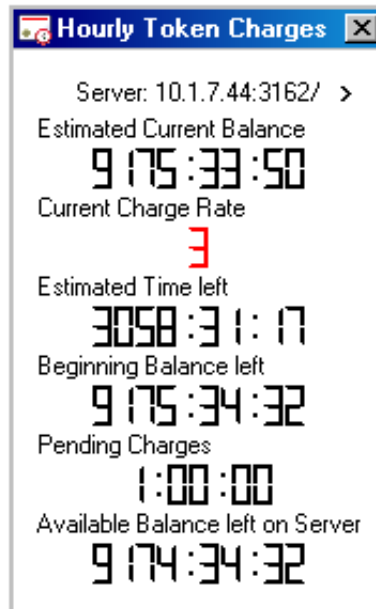 Hourly Token Charges
Server: 10.1.7.44:3162/ >
Estimated Current Balance
9175:33:50
Current Charge Rate
3
Estimated Time left
3058:31:17
Beginning Balance left
9175:34:32
Pending Charges
1:00:00
Available Balance left on Server
9174:34:32